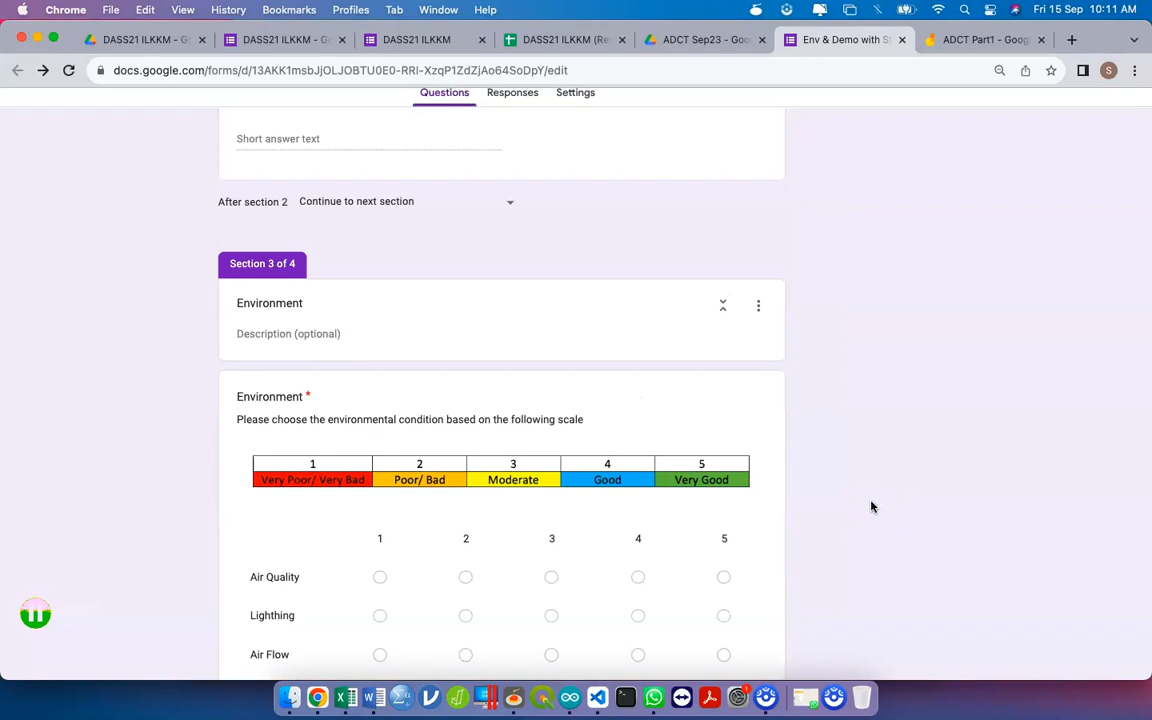 Chrome File Edit View History Bookmarks Profiles Tab Window Help Fri 15 Sep 10:11 AM
DASS21 ILKKM - Go DASS21 ILKKM - Go DASS21 ILKKM DASS21 ILKKM (Re ADCT Sep23 - Goo Env & Demo with S ADCT Part1 - Googl
docs.google.com/forms/d/13AKK1msbJjOLJOBTU0E0-RRI-XzqP1ZdZjAo64SoDpY/edit S
Questions Responses Settings
Short answer text
After section 2 Continue to next section
Section 3 of 4
Environment
Description (optional)
Environment *
Please choose the environmental condition based on the following scale
1 2 3 4 5
Very Poor/ Very Bad Poor/ Bad Moderate Good Very Good
1 2 3 4 5
Air Quality
Lighthing
Air Flow